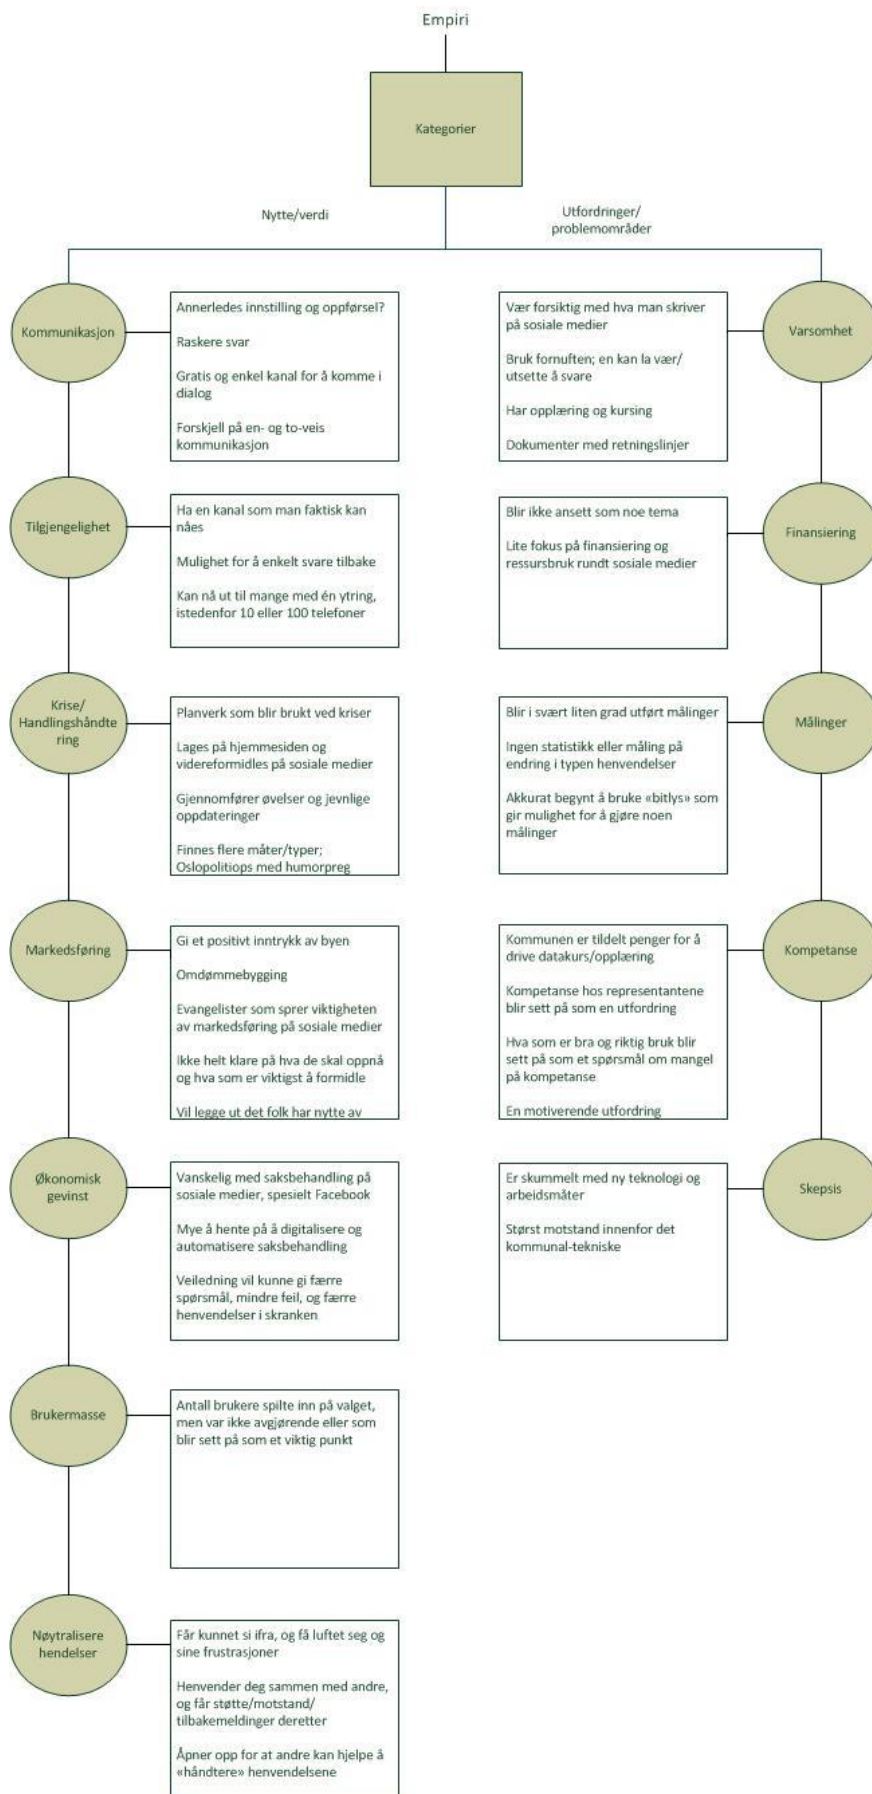 Empiri
Kategorier
Nytte/verdi
Utfordringer/
problemområder
Kommunikasjon
Annerledes innstilling og oppførsel?
Raskere svar
Gratis og enkel kanal for å komme i
dialog
Forskjell på en- og to-veis
kommunikasjon
Vær forsiktig med hva man skriver
på sosiale medier
Bruk fornuften; en kan la vær/
utsette å svare
Har opplæring og kursing
Dokumenter med retningslinjer
Varsomhet
Tilgjengelighet
Ha en kanal som man faktisk kan
nåes
Mulighet for å enkelt svare tilbake
Kan nå ut til mange med én ytring,
istedenfor 10 eller 100 telefoner
Blir ikke ansett som noe tema
Lite fokus på finansiering og
ressursbruk rundt sosiale medier
Finansiering
Krise/
Handlingshåndte
ring
Planverk som blir brukt ved kriser
Lages på hjemmesiden og
videreformidles på sosiale medier
Gjennomfører øvelser og jevnlige
oppdateringer
Finnes flere måter/typer;
Oslopolitiops med humorpreg
Blir i svært liten grad utført målinger
Ingen statistikk eller måling på
endring i typen henvendelser
Akkurat begynt å bruke «bitlys» som
gir mulighet for å gjøre noen
målinger
Målinger
Markedsføring
Gi et positivt inntrykk av byen
Omdømmebygging
Evangelister som sprer viktigheten
av markedsføring på sosiale medier
Ikke helt klare på hva de skal oppnå
og hva som er viktigst å formidle
Vil legge ut det folk har nytte av
Kommunen er tildelt penger for å
drive datakurs/opplæring
Kompetanse hos representantene
blir sett på som en utfordring
Hva som er bra og riktig bruk blir
sett på som et spørsmål om mangel
på kompetanse
En motiverende utfordring
Kompetanse
Økonomisk
gevinst
Vanskelig med saksbehandling på
sosiale medier, spesielt Facebook
Mye å hente på å digitalisere og
automatisere saksbehandling
Veiledning vil kunne gi færre
spørsmål, mindre feil, og færre
henvendelser i skranken
Er skummelt med ny teknologi og
arbeidsmåter
Størst motstand innenfor det
kommunal-tekniske
Skepsis
Brukermasse
Antall brukere spilte inn på valget,
men var ikke avgjørende eller som
blir sett på som et viktig punkt
Nøytralisere
hendelser
Får kunnet si ifra, og få luftet seg og
sine frustrasjoner
Henvender deg sammen med andre,
og får støtte/motstand/
tilbakemeldinger deretter
Åpner opp for at andre kan hjelpe å
«håndtere» henvendelsene